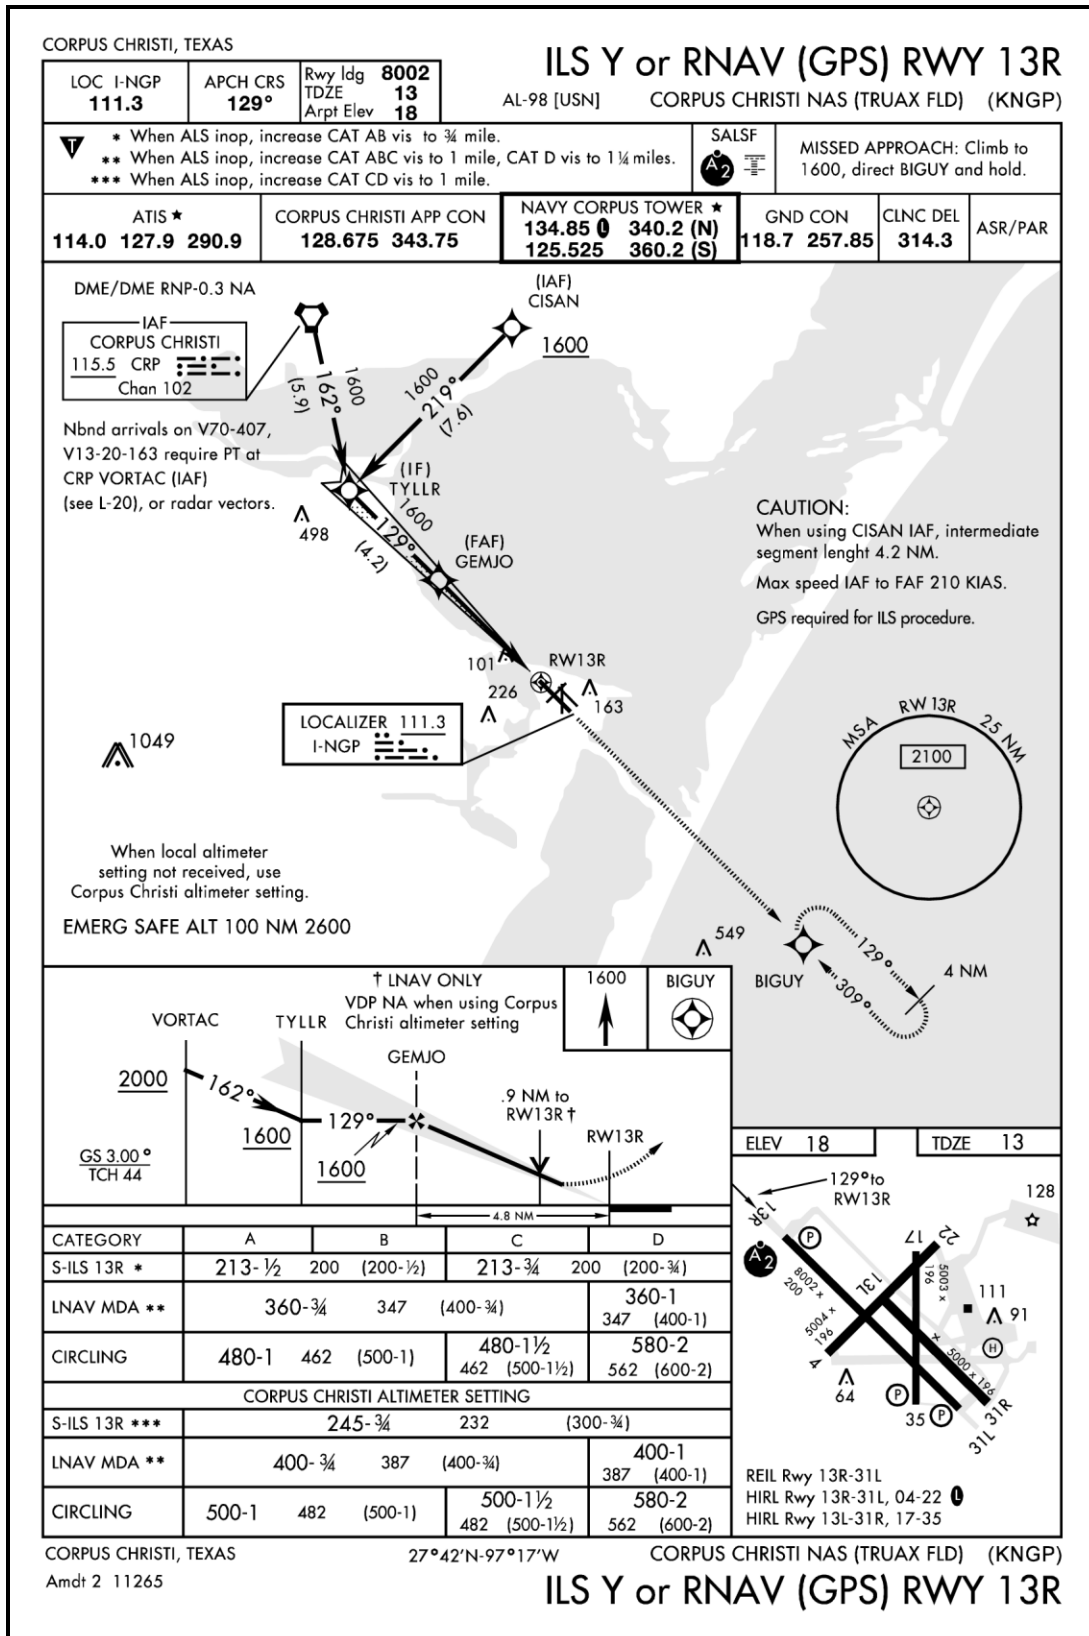 CORPUS CHRISTI, TEXAS
ILS Y or RNAV (GPS) RWY 13R
LOC I-NGP
111.3
APCH CRS
129°
Rwy ldg 8002
TDZE 13
Arpt Elev 18
AL-98 [USN]
CORPUS CHRISTI NAS (TRUAX FLD) (KNGP)
T
* When ALS inop, increase CAT AB vis to ¾ mile.
** When ALS inop, increase CAT ABC vis to 1 mile, CAT D vis to 1¼ miles.
*** When ALS inop, increase CAT CD vis to 1 mile.
SALSF
A2
MISSED APPROACH: Climb to
1600, direct BIGUY and hold.
ATIS ★
114.0 127.9 290.9
CORPUS CHRISTI APP CON
128.675 343.75
NAVY CORPUS TOWER ★
134.85 L 340.2 (N)
125.525 360.2 (S)
GND CON
118.7 257.85
CLNC DEL
314.3
ASR/PAR
DME/DME RNP-0.3 NA
IAF
CORPUS CHRISTI
115.5 CRP
Chan 102
(IAF)
CISAN
1600
1600
162°
(5.9)
1600
219°
(7.6)
Nbnd arrivals on V70-407,
V13-20-163 require PT at
CRP VORTAC (IAF)
(see L-20), or radar vectors.
(IF)
TYLLR
1600
129°
(4.2)
498
(FAF)
GEMJO
CAUTION:
When using CISAN IAF, intermediate
segment lenght 4.2 NM.
Max speed IAF to FAF 210 KIAS.
GPS required for ILS procedure.
101
RW13R
226
163
LOCALIZER 111.3
I-NGP
1049
MSA RW 13R 25 NM
2100
When local altimeter
setting not received, use
Corpus Christi altimeter setting.
EMERG SAFE ALT 100 NM 2600
549
BIGUY
129°
309°
4 NM
† LNAV ONLY
VDP NA when using Corpus
Christi altimeter setting
1600
BIGUY
VORTAC
TYLLR
GEMJO
2000
162°
1600
129°
1600
.9 NM to
RW13R †
RW13R
GS 3.00°
TCH 44
4.8 NM
ELEV 18
TDZE 13
129° to
RW13R
128
13R
A2
P
17
22
8002 x
200
13L
5003 x
196
111
91
5004 x
196
H
4
64
5000 x 196
P
35
P
31R
31L
REIL Rwy 13R-31L
HIRL Rwy 13R-31L, 04-22 L
HIRL Rwy 13L-31R, 17-35
CATEGORY A B C D
S-ILS 13R * 213-½ 200 (200-½) 213-¾ 200 (200-¾)
LNAV MDA ** 360-¾ 347 (400-¾) 360-1 347 (400-1)
CIRCLING 480-1 462 (500-1) 480-1½ 462 (500-1½) 580-2 562 (600-2)
CORPUS CHRISTI ALTIMETER SETTING
S-ILS 13R *** 245-¾ 232 (300-¾)
LNAV MDA ** 400-¾ 387 (400-¾) 400-1 387 (400-1)
CIRCLING 500-1 482 (500-1) 500-1½ 482 (500-1½) 580-2 562 (600-2)
CORPUS CHRISTI, TEXAS
27°42'N-97°17'W
CORPUS CHRISTI NAS (TRUAX FLD) (KNGP)
Amdt 2 11265
ILS Y or RNAV (GPS) RWY 13R